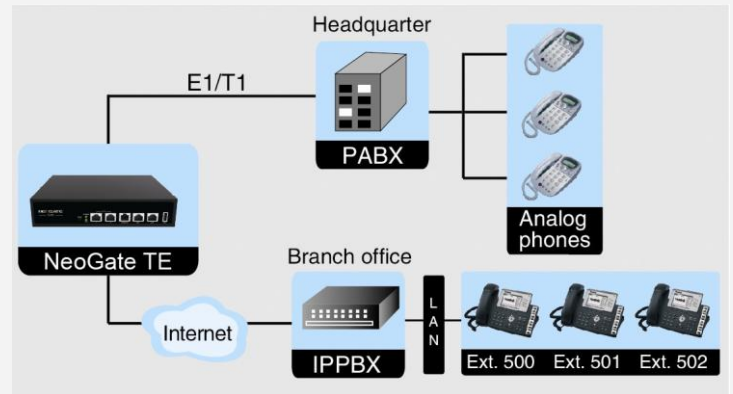 Headquarter
E1/T1
PABX
Analog
phones
NeoGate TE
Branch office
Internet
IPPBX
L
A
N
Ext. 500
Ext. 501
Ext. 502